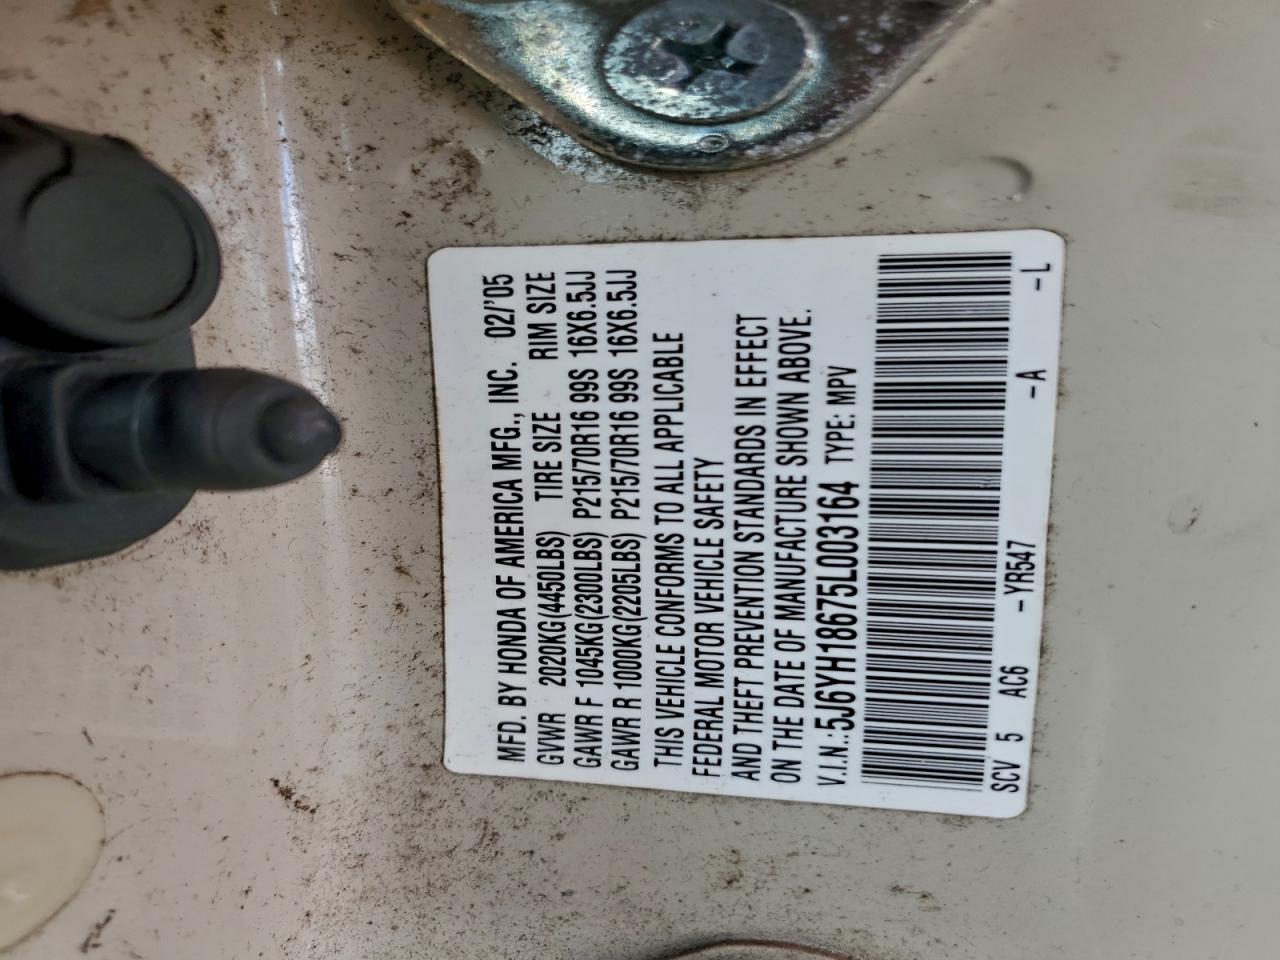 MFD. BY HONDA OF AMERICA MFG., INC. 02/'05
GVWR 2020KG(4450LBS) TIRE SIZE RIM SIZE
GAWR F 1045KG(2300LBS) P215/70R16 99S 16X6.5JJ
GAWR R 1000KG(2205LBS) P215/70R16 99S 16X6.5JJ
THIS VEHICLE CONFORMS TO ALL APPLICABLE
FEDERAL MOTOR VEHICLE SAFETY
AND THEFT PREVENTION STANDARDS IN EFFECT
ON THE DATE OF MANUFACTURE SHOWN ABOVE.
V.I.N.:5J6YH18675L003164 TYPE: MPV
SCV 5 AC6 -YR547 -A -L